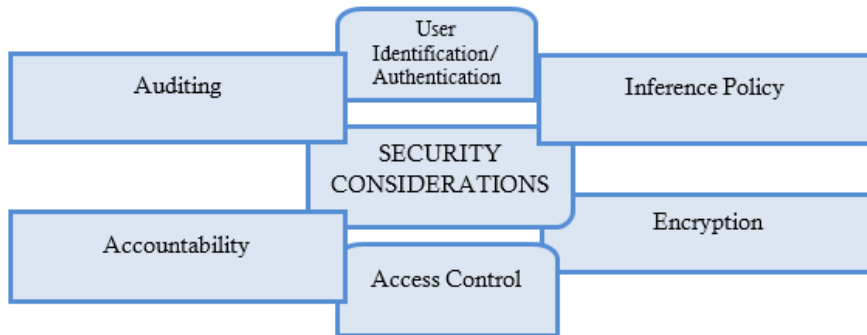 User
Identification/
Authentication
Auditing
Inference Policy
SECURITY
CONSIDERATIONS
Accountability
Encryption
Access Control